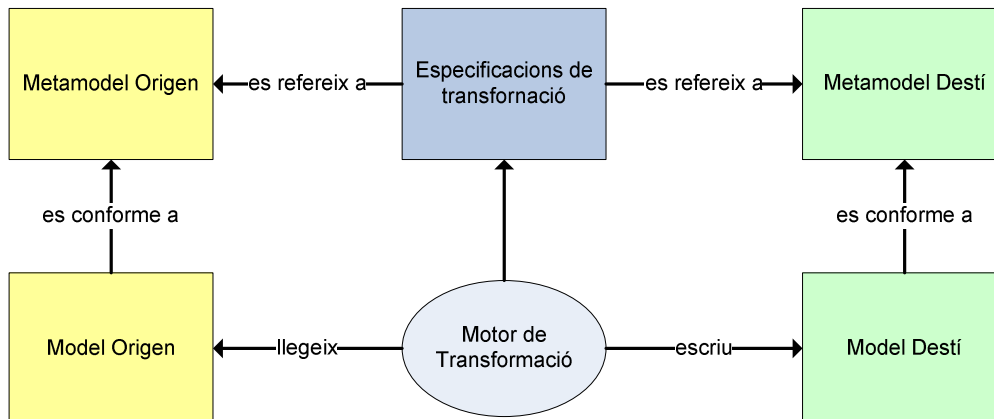 Metamodel Origen
es refereix a
Especificacions de
transfornació
es refereix a
Metamodel Destí
es conforme a
es conforme a
Model Origen
llegeix
Motor de
Transformació
escriu
Model Destí